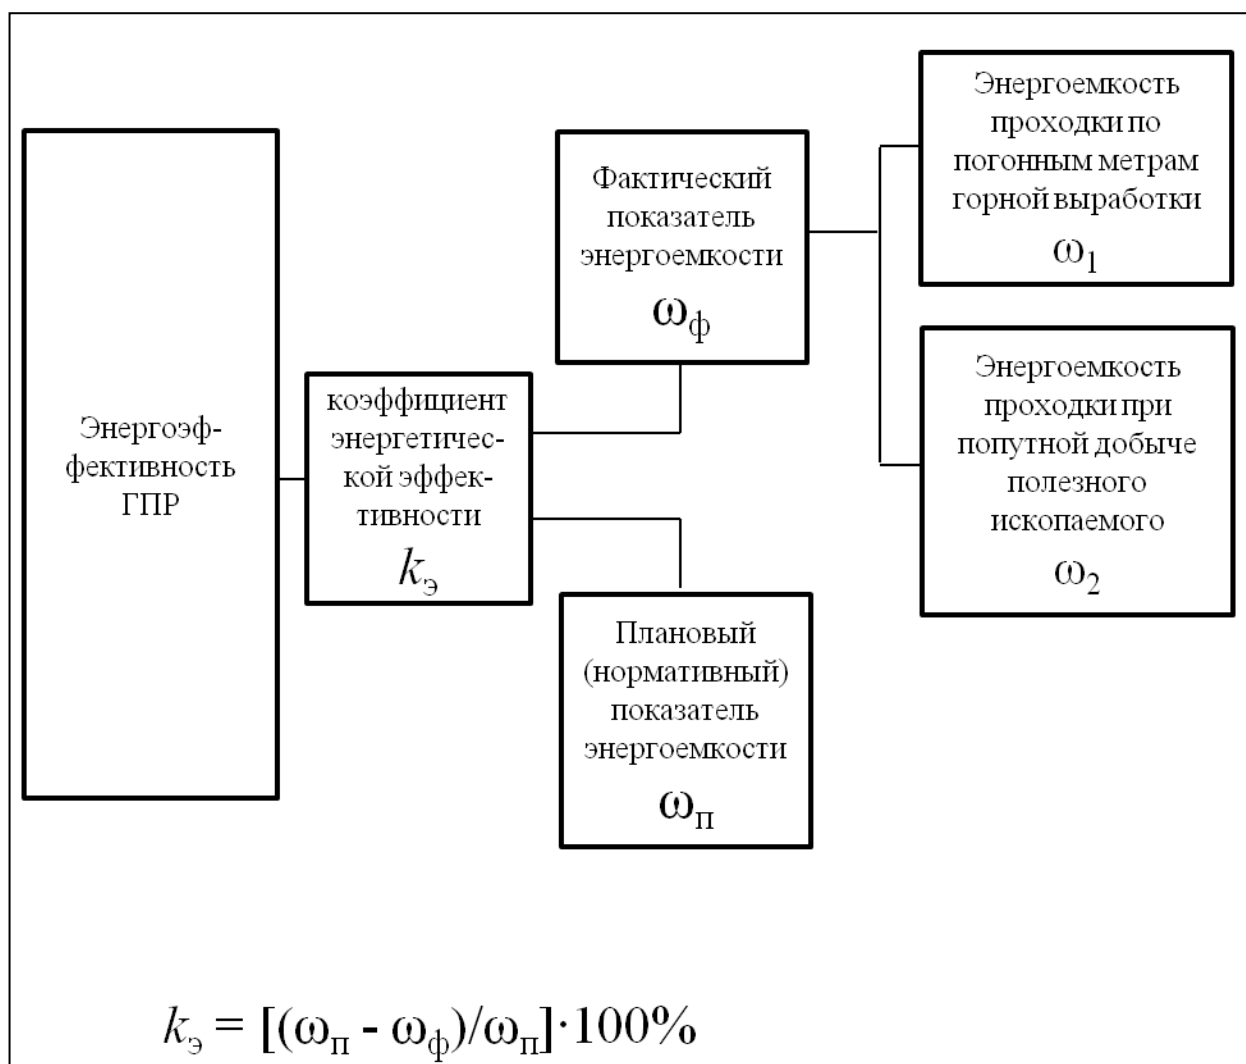 Энергоэф-
фективность
ГПР
коэффициент
энергетичес-
кой эффек-
тивности
kэ
Фактический
показатель
энергоемкости
ωф
Плановый
(нормативный)
показатель
энергоемкости
ωп
Энергоемкость
проходки по
погонным метрам
горной выработки
ω1
Энергоемкость
проходки при
попутной добыче
полезного
ископаемого
ω2
kэ = [(ωп - ωф)/ωп]·100%